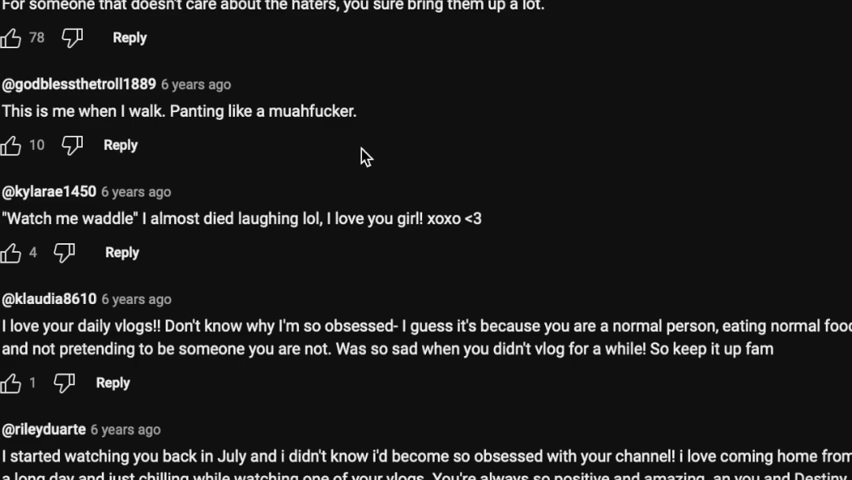 For someone that doesn't care about the haters, you sure bring them up a lot.
78 Reply
@godblessthetroll1889 6 years ago
This is me when I walk. Panting like a muahfucker.
10 Reply
@kylarae1450 6 years ago
"Watch me waddle" I almost died laughing lol, I love you girl! xoxo <3
4 Reply
@klaudia8610 6 years ago
I love your daily vlogs!! Don't know why I'm so obsessed- I guess it's because you are a normal person, eating normal food
and not pretending to be someone you are not. Was so sad when you didn't vlog for a while! So keep it up fam
1 Reply
@rileyduarte 6 years ago
I started watching you back in July and i didn't know i'd become so obsessed with your channel! i love coming home from
a long day and just chilling while watching one of your vlogs. You're always so positive and amazing, an you and Destiny